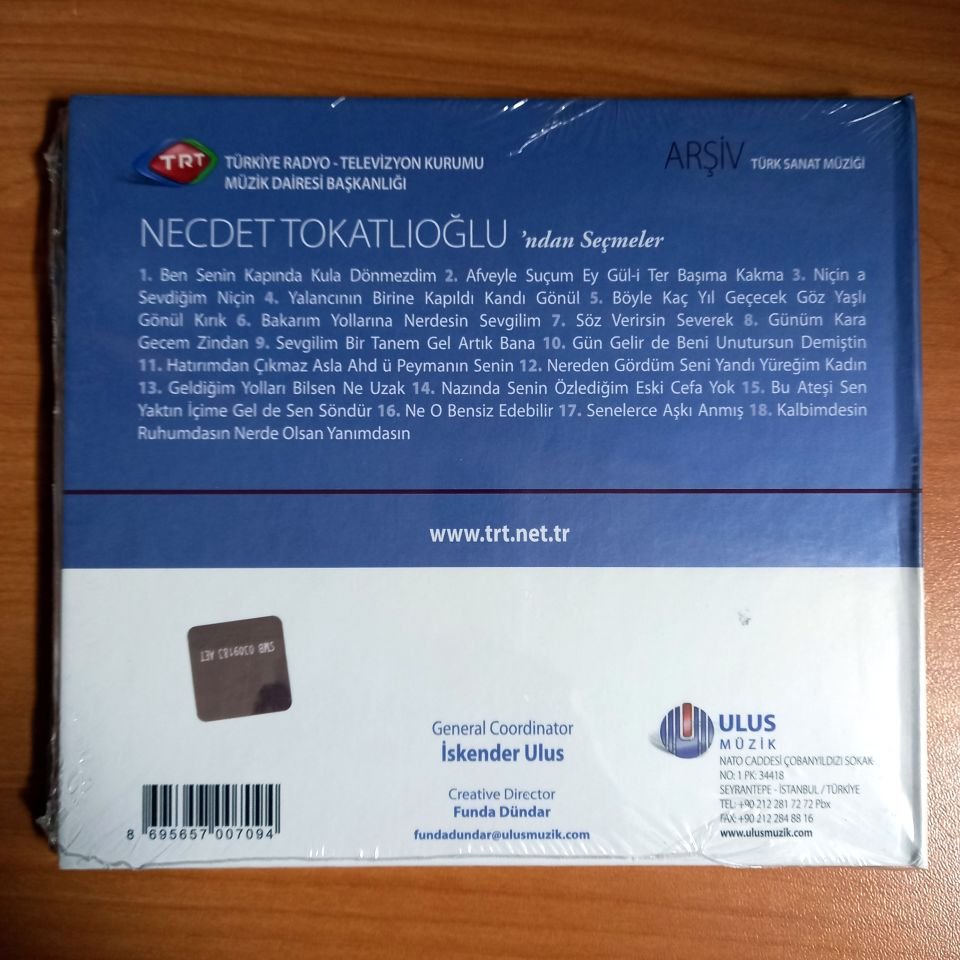 TRT
TÜRKİYE RADYO - TELEVİZYON KURUMU
MÜZİK DAİRESİ BAŞKANLIĞI
ARŞİV TÜRK SANAT MÜZİĞİ
NECDET TOKATLIOĞLU 'ndan Seçmeler
1. Ben Senin Kapında Kula Dönmezdim 2. Afveyle Suçum Ey Gül-i Ter Başıma Kakma 3. Niçin a
Sevdiğim Niçin 4. Yalancının Birine Kapıldı Kandı Gönül 5. Böyle Kaç Yıl Geçecek Göz Yaşlı
Gönül Kırık 6. Bakarım Yollarına Nerdesin Sevgilim 7. Söz Verirsin Severek 8. Günüm Kara
Gecem Zindan 9. Sevgilim Bir Tanem Gel Artık Bana 10. Gün Gelir de Beni Unutursun Demiştin
11. Hatırımdan Çıkmaz Asla Ahd ü Peymanın Senin 12. Nereden Gördüm Seni Yandı Yüreğim Kadın
13. Geldiğim Yolları Bilsen Ne Uzak 14. Nazında Senin Özlediğim Eski Cefa Yok 15. Bu Ateşi Sen
Yaktın İçime Gel de Sen Söndür 16. Ne O Bensiz Edebilir 17. Senelerce Aşkı Anmış 18. Kalbimdesin
Ruhumdasın Nerde Olsan Yanımdasın
www.trt.net.tr
SMB 0309183 AET
General Coordinator
İskender Ulus
Creative Director
Funda Dündar
fundadundar@ulusmuzik.com
ULUS
MÜZİK
NATO CADDESİ ÇOBANYILDIZI SOKAK
NO: 1 PK: 34418
SEYRANTEPE - İSTANBUL / TÜRKİYE
TEL: +90 212 281 72 72 Pbx
FAX: +90 212 284 88 16
www.ulusmuzik.com
8 695657 007094